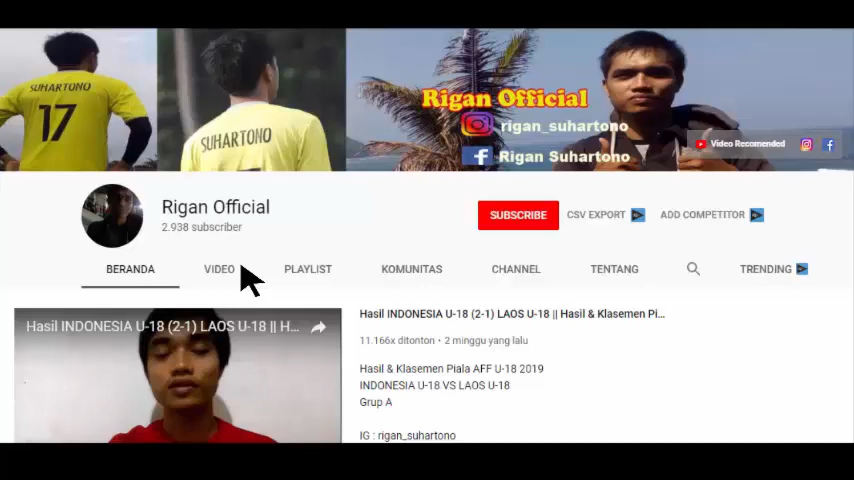 SUHARTONO
17
SUHARTONO
Rigan Official
rigan_suhartono
Rigan Suhartono
Video Recomended
Rigan Official
2.938 subscriber
SUBSCRIBE
CSV EXPORT
ADD COMPETITOR
BERANDA
VIDEO
PLAYLIST
KOMUNITAS
CHANNEL
TENTANG
TRENDING
Hasil INDONESIA U-18 (2-1) LAOS U-18 || H...
Hasil INDONESIA U-18 (2-1) LAOS U-18 || Hasil & Klasemen Pi...
11.166x ditonton • 2 minggu yang lalu
Hasil & Klasemen Piala AFF U-18 2019
INDONESIA U-18 VS LAOS U-18
Grup A
IG : rigan_suhartono